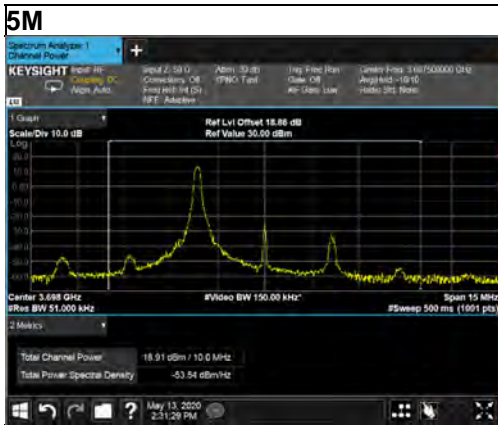 5M
Spectrum Analyzer 1
Channel Power
+
KEYSIGHT Input: RF
Coupling: DC
Align: Auto
Input Z: 50 Ω
Corrections: Off
Freq Ref: Int (S)
NFE: Adaptive
Atten: 30 dB
PNO: Fast
Trig: Free Run
Gate: Off
IF Gain: Low
Center Freq: 3.697500000 GHz
Avg|Hold: >10/10
Radio Std: None
1 Graph
Scale/Div 10.0 dB
Ref Lvl Offset 18.86 dB
Ref Value 30.00 dBm
Log
20.0
10.0
0.00
Center 3.698 GHz
#Res BW 51.000 kHz
#Video BW 150.00 kHz*
Span 15 MHz
#Sweep 500 ms (1001 pts)
2 Metrics
Total Channel Power
18.91 dBm / 10.0 MHz
Total Power Spectral Density
-53.54 dBm/Hz
?
May 13, 2020
2:31:29 PM